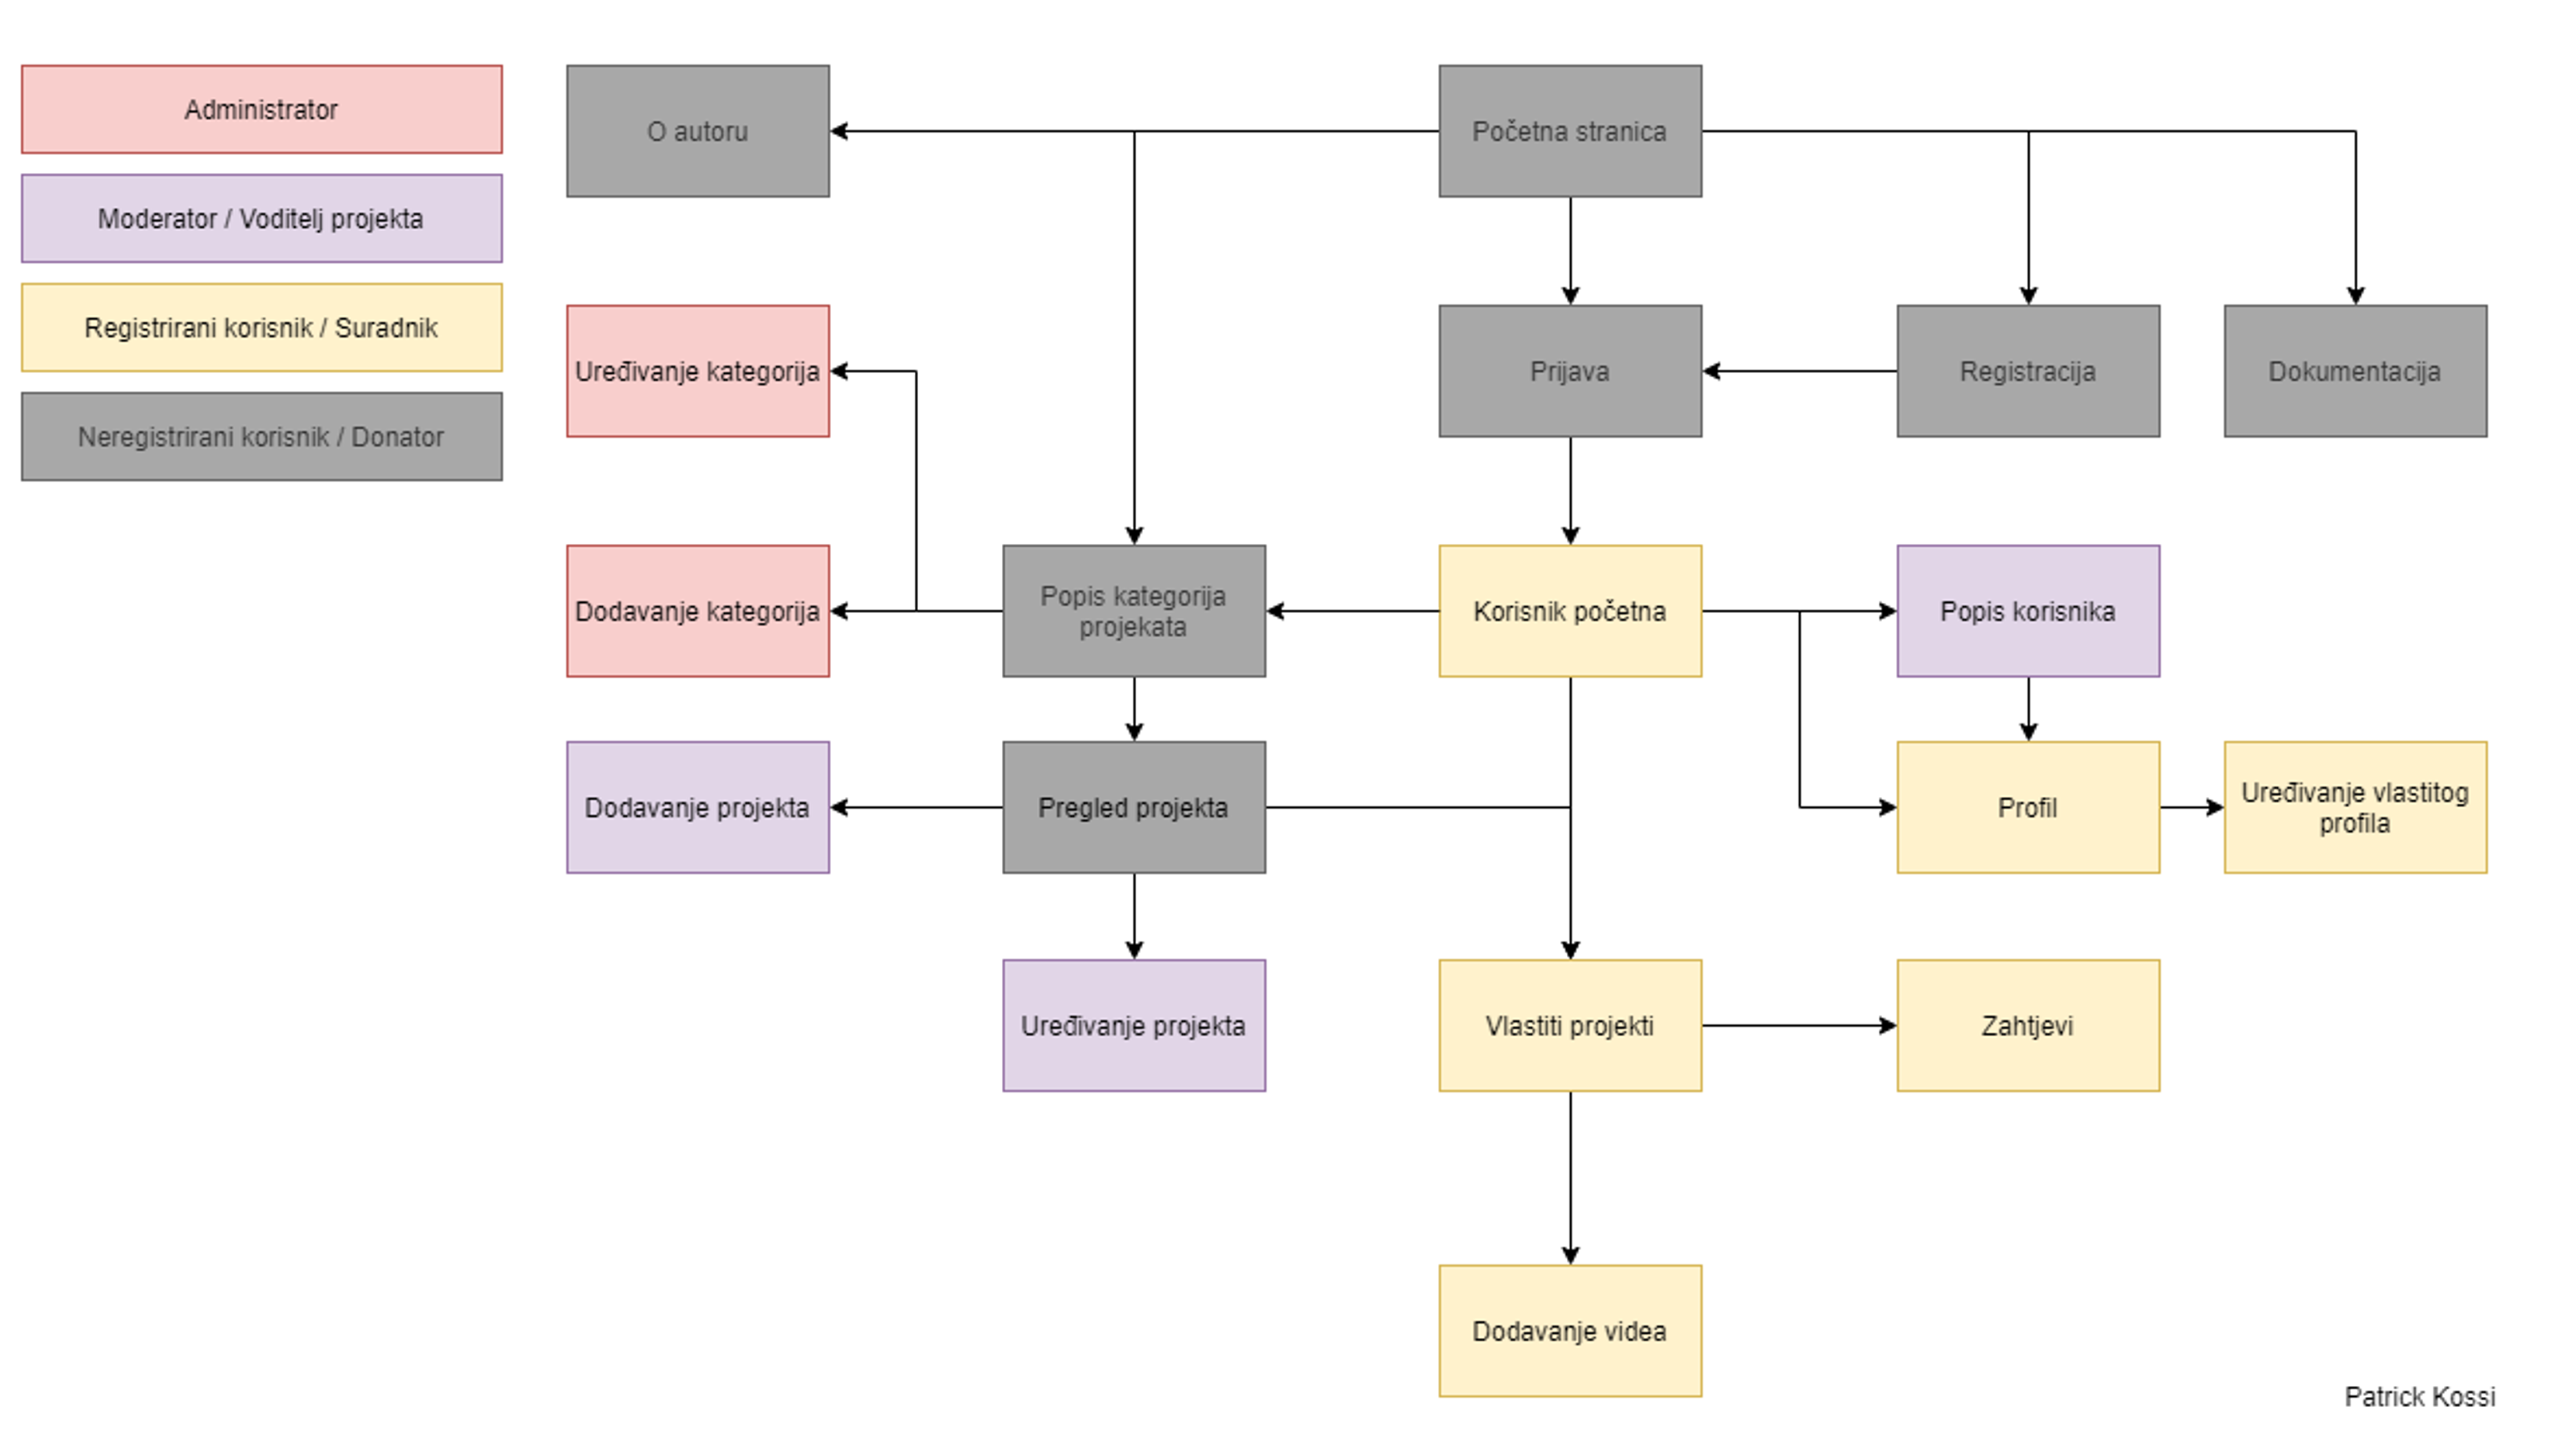 Administrator
Moderator / Voditelj projekta
Registrirani korisnik / Suradnik
Neregistrirani korisnik / Donator
O autoru
Početna stranica
Uređivanje kategorija
Prijava
Registracija
Dokumentacija
Dodavanje kategorija
Popis kategorija
projekata
Korisnik početna
Popis korisnika
Dodavanje projekta
Pregled projekta
Profil
Uređivanje vlastitog
profila
Uređivanje projekta
Vlastiti projekti
Zahtjevi
Dodavanje videa
Patrick Kossi